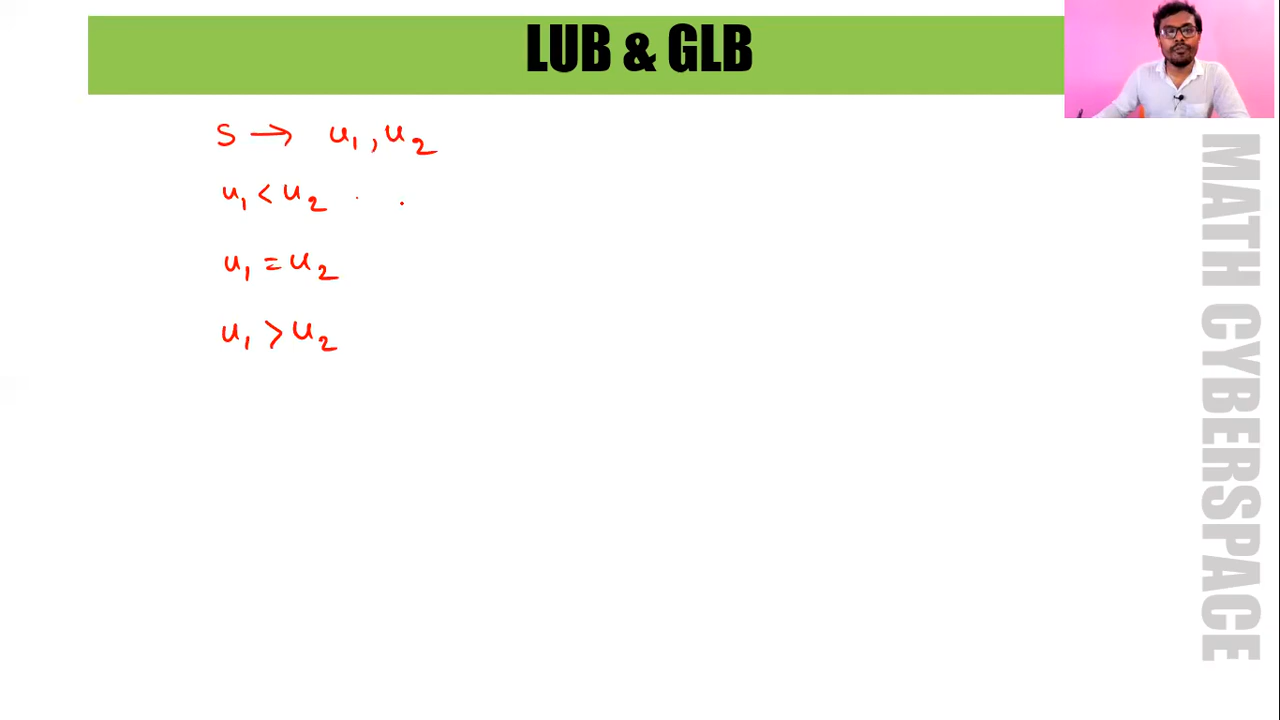 LUB & GLB
S → u₁, u₂
u₁ < u₂
u₁ = u₂
u₁ > u₂
MATH CYBERSPACE